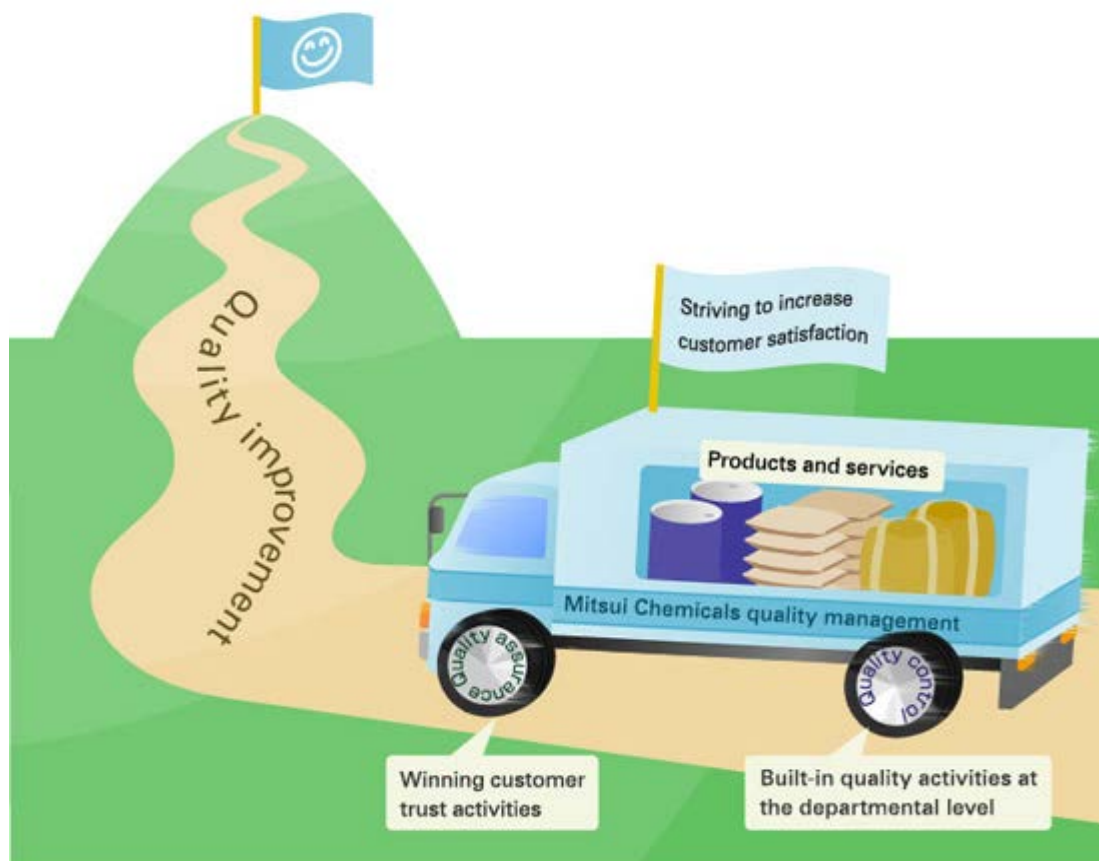 Quality improvement
Striving to increase
customer satisfaction
Products and services
Mitsui Chemicals quality management
Quality assurance
Quality control
Winning customer
trust activities
Built-in quality activities at
the departmental level